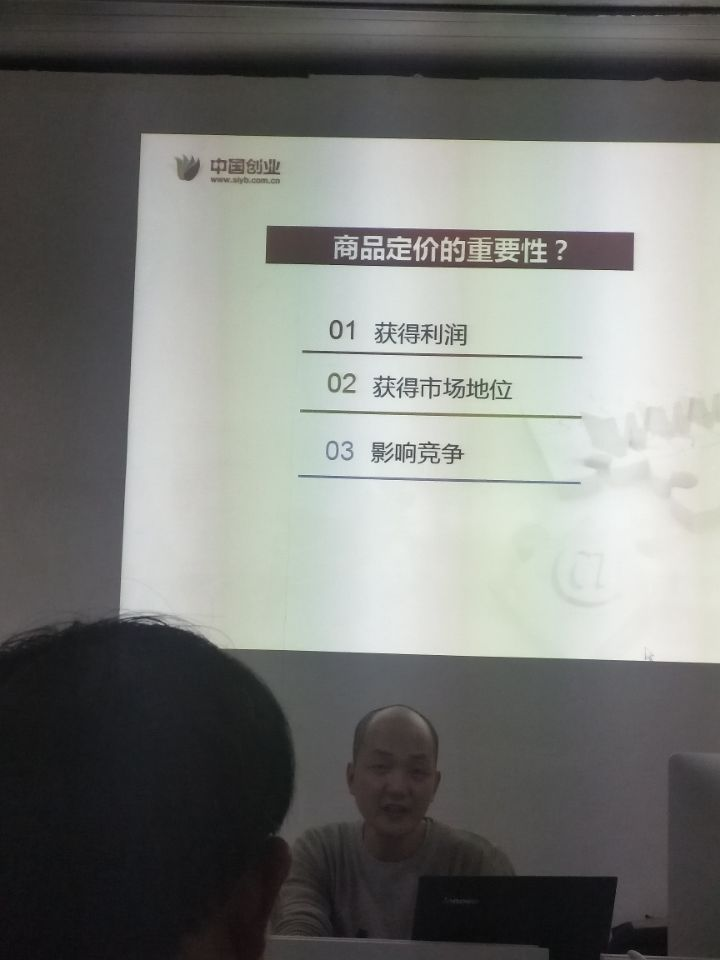 中国创业
www.siyb.com.cn
商品定价的重要性？
01 获得利润
02 获得市场地位
03 影响竞争
lenovo